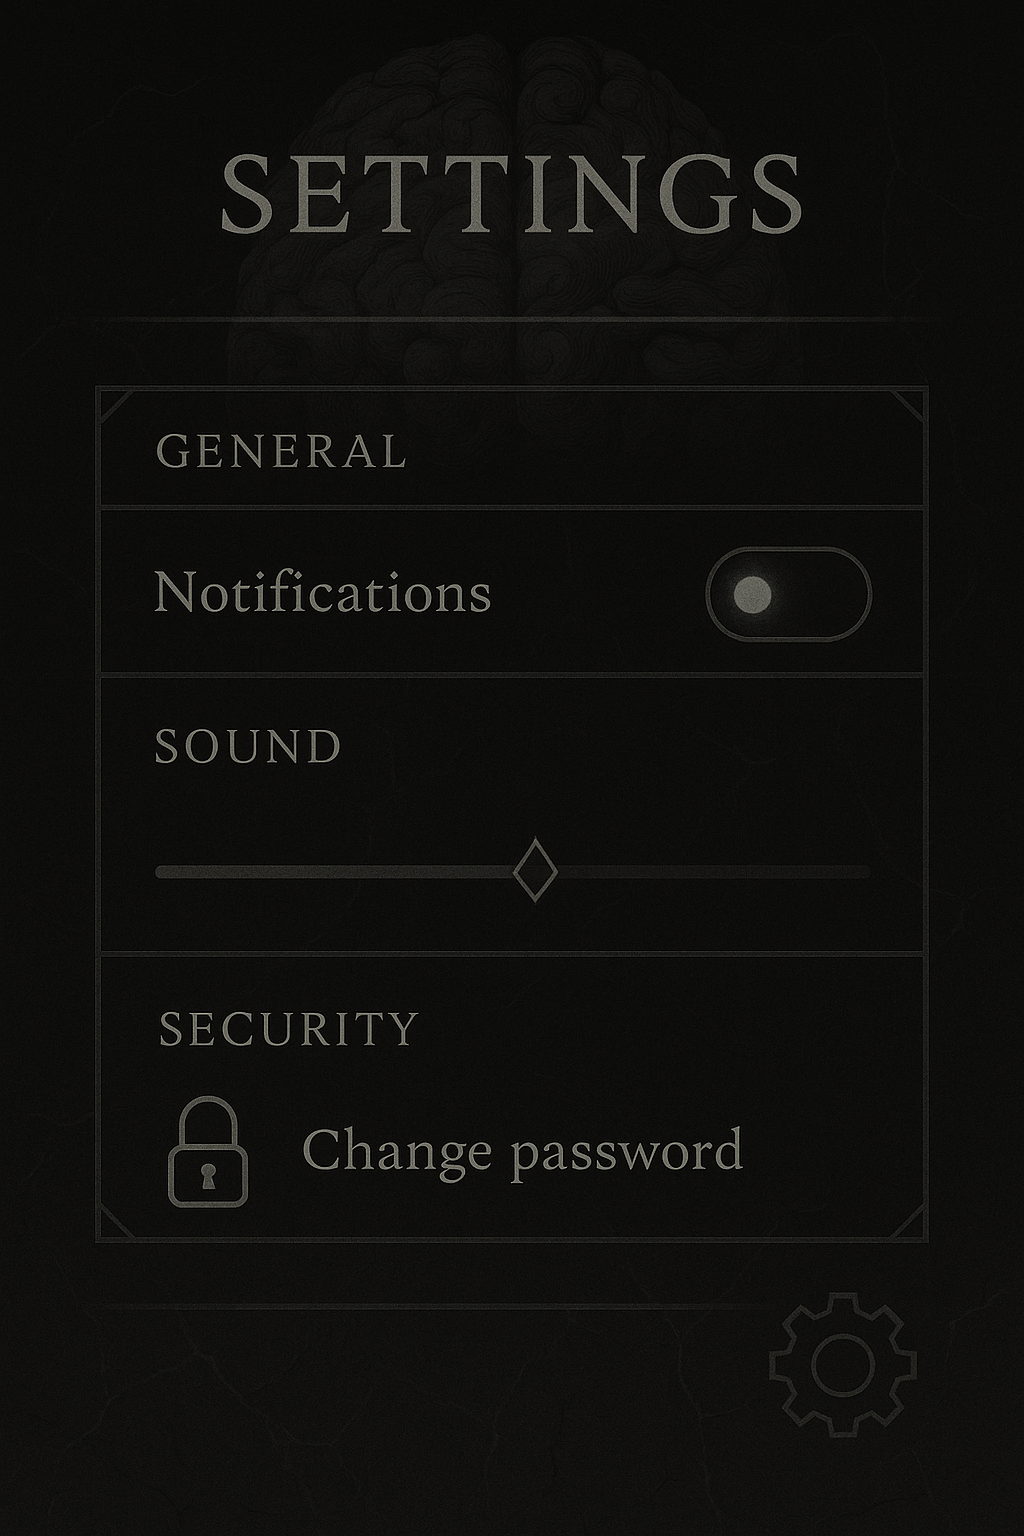 SETTINGS
GENERAL
Notifications
SOUND
SECURITY
Change password